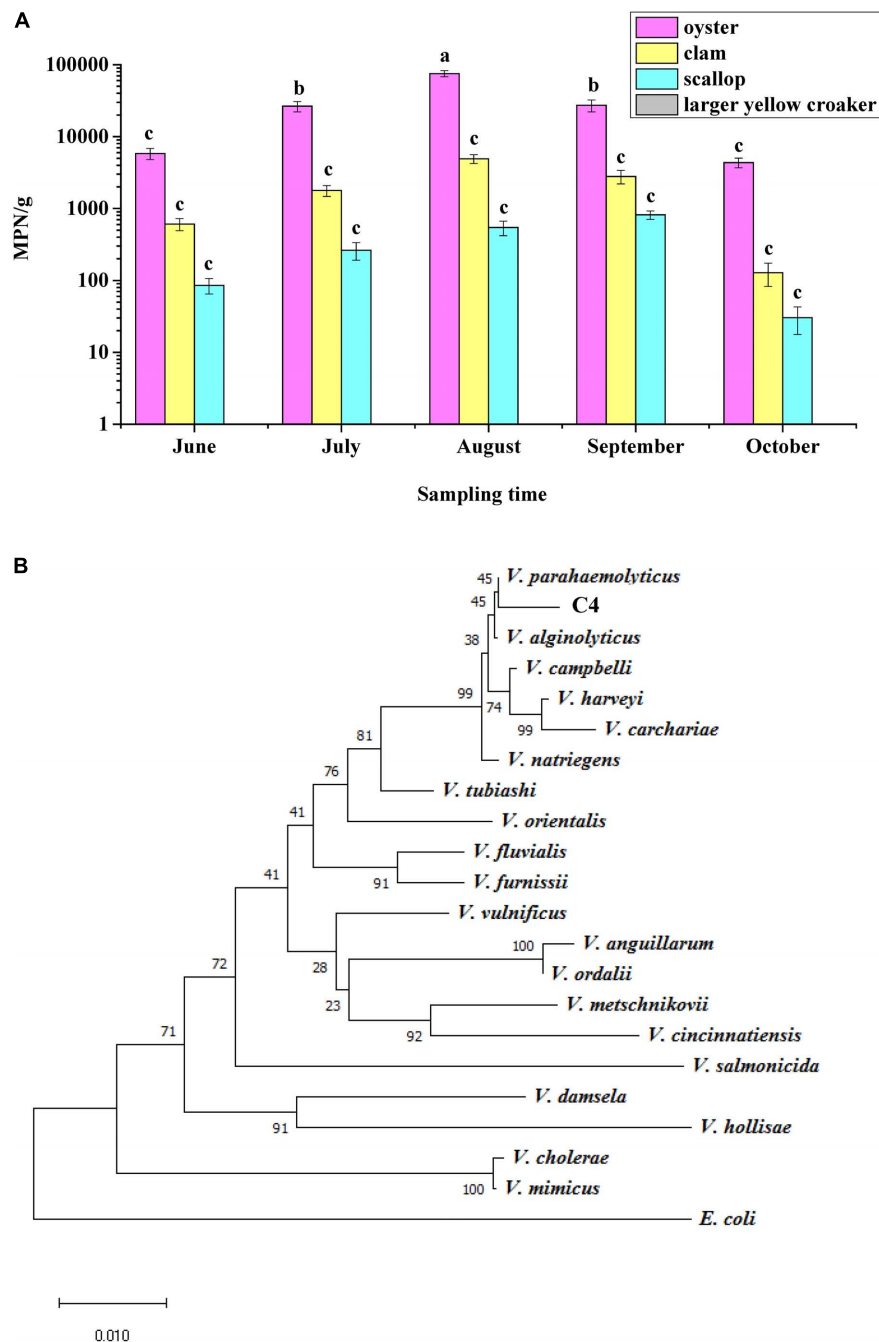 A
oyster
clam
scallop
larger yellow croaker
MPN/g
100000
10000
1000
100
10
1
c
c
c
b
c
c
a
c
c
b
c
c
c
c
c
June
July
August
September
October
Sampling time
B
45
V. parahaemolyticus
45
C4
38
V. alginolyticus
V. campbelli
99
74
V. harveyi
99
V. carchariae
81
V. natriegens
76
V. tubiashi
41
V. orientalis
V. fluvialis
41
91
V. furnissii
V. vulnificus
100
V. anguillarum
72
28
V. ordalii
23
V. metschnikovii
92
V. cincinnatiensis
71
V. salmonicida
V. damsela
91
V. hollisae
V. cholerae
100
V. mimicus
E. coli
0.010